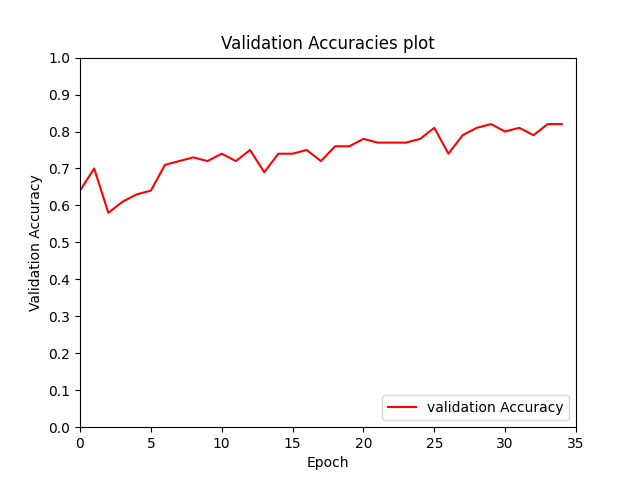 Validation Accuracies plot
1.0
0.9
0.8
0.7
0.6
0.5
0.4
0.3
0.2
0.1
0.0
Validation Accuracy
validation Accuracy
0 5 10 15 20 25 30 35
Epoch